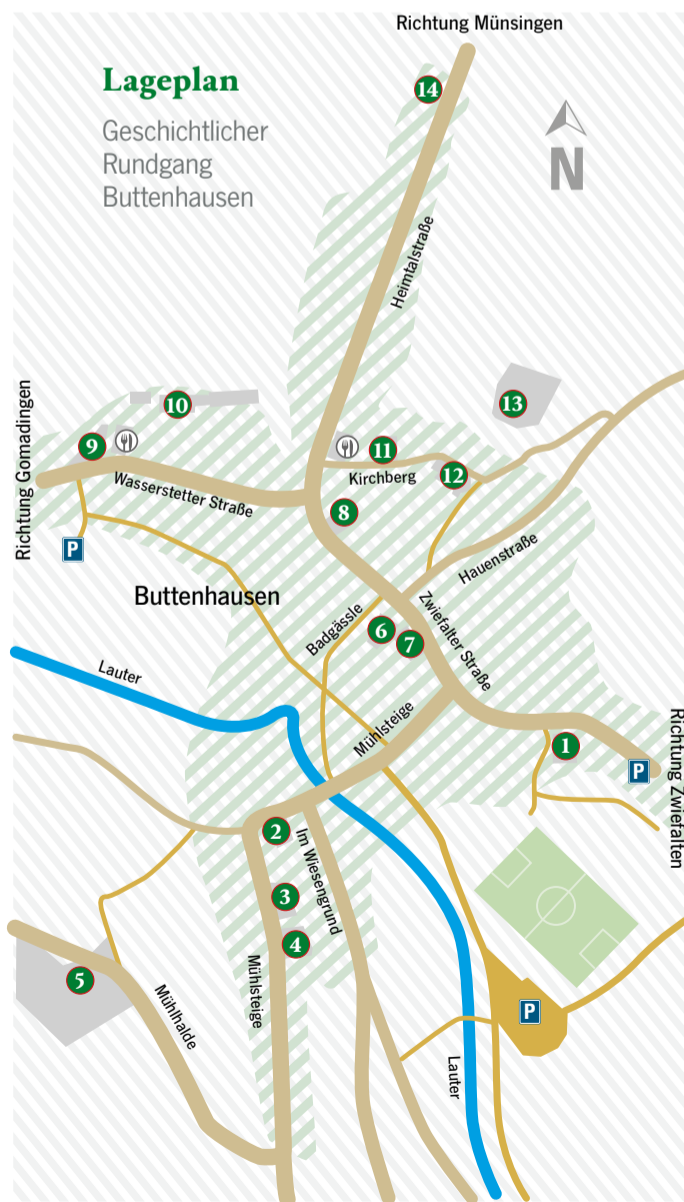 Richtung Münsingen
Lageplan
Geschichtlicher
Rundgang
Buttenhausen
14
N
Heimtalstraße
13
Richtung Gomadingen
10
9
11
Kirchberg
12
Wasserstetter Straße
8
P
Hauenstraße
Buttenhausen
Badgässle
6
7
Zwiefalter Straße
Lauter
Mühlsteige
1
P
Richtung Zwiefalten
2
Im Wiesengrund
3
4
5
Mühlsteige
Mühlhalde
P
Lauter